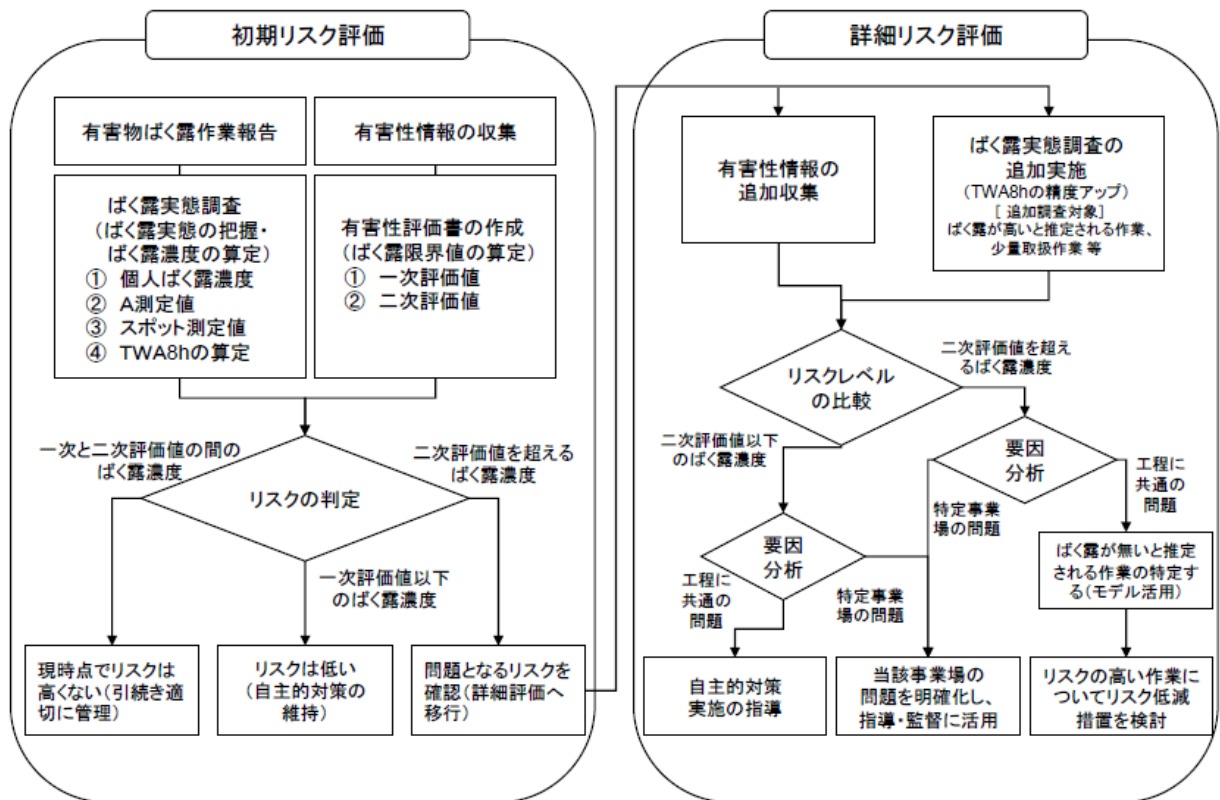 初期リスク評価
有害物ばく露作業報告
有害性情報の収集
ばく露実態調査
(ばく露実態の把握・
ばく露濃度の算定)
① 個人ばく露濃度
② A測定値
③ スポット測定値
④ TWA8hの算定
有害性評価書の作成
(ばく露限界値の算定)
① 一次評価値
② 二次評価値
一次と二次評価値の間の
ばく露濃度
二次評価値を超える
ばく露濃度
リスクの判定
一次評価値以下
のばく露濃度
現時点でリスクは
高くない(引続き適
切に管理)
リスクは低い
(自主的対策の
維持)
問題となるリスクを
確認(詳細評価へ
移行)
詳細リスク評価
有害性情報の
追加収集
ばく露実態調査の
追加実施
(TWA8hの精度アップ)
[ 追加調査対象]
ばく露が高いと推定される作業、
少量取扱作業 等
リスクレベル
の比較
二次評価値を超え
るばく露濃度
二次評価値以下
のばく露濃度
要因
分析
工程に
共通の
問題
特定事業
場の問題
ばく露が無いと推定
される作業の特定す
る(モデル活用)
要因
分析
工程に
共通の
問題
特定事業
場の問題
自主的対策
実施の指導
当該事業場の
問題を明確化し、
指導・監督に活用
リスクの高い作業に
ついてリスク低減
措置を検討